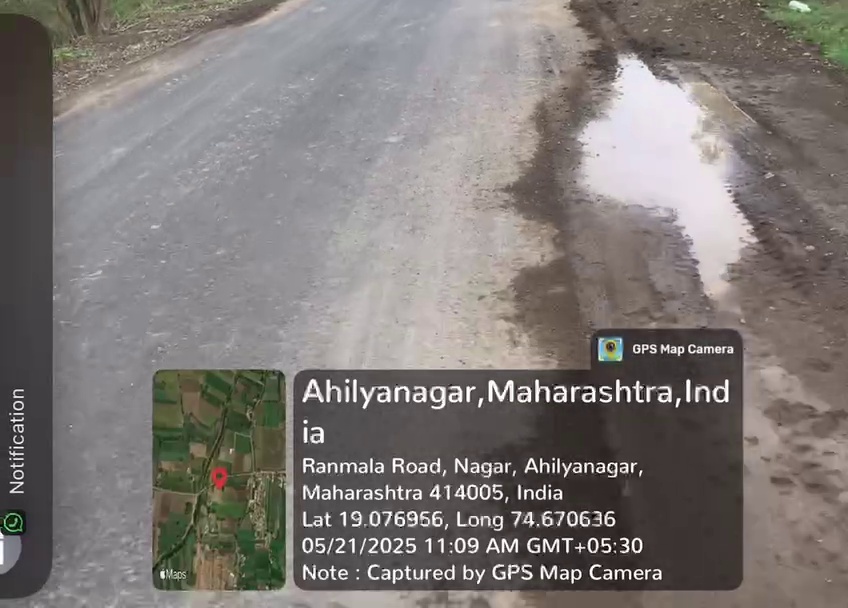 Notification
GPS Map Camera
Ahilyanagar,Maharashtra,Ind
ia
Ranmala Road, Nagar, Ahilyanagar,
Maharashtra 414005, India
Lat 19.076956, Long 74.670636
05/21/2025 11:09 AM GMT+05:30
Note : Captured by GPS Map Camera
Maps